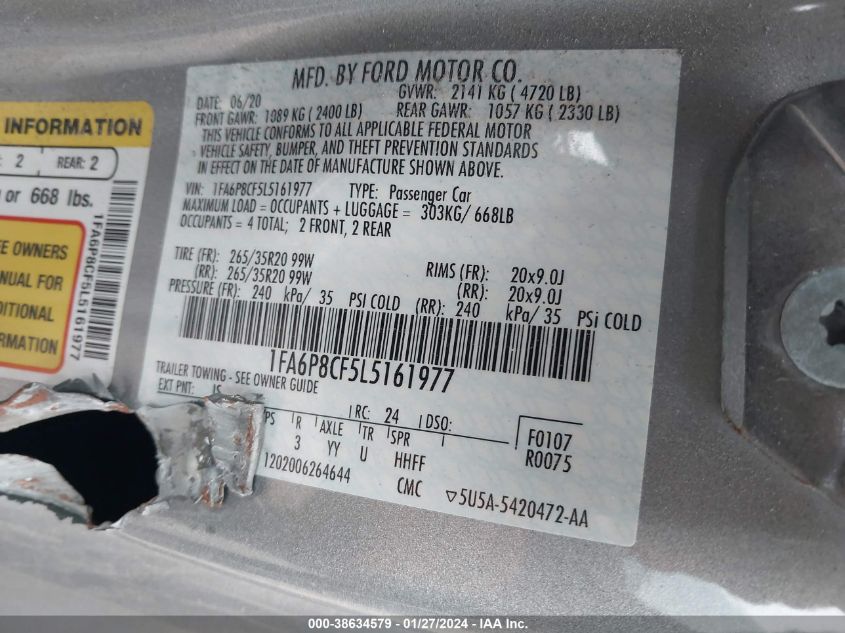 MFD. BY FORD MOTOR CO.
DATE: 06/20
GVWR: 2141 KG ( 4720 LB)
FRONT GAWR: 1089 KG ( 2400 LB)
REAR GAWR: 1057 KG ( 2330 LB)
THIS VEHICLE CONFORMS TO ALL APPLICABLE FEDERAL MOTOR
VEHICLE SAFETY, BUMPER, AND THEFT PREVENTION STANDARDS
IN EFFECT ON THE DATE OF MANUFACTURE SHOWN ABOVE.
VIN: 1FA6P8CF5L5161977
TYPE: Passenger Car
MAXIMUM LOAD = OCCUPANTS + LUGGAGE = 303KG/ 668LB
OCCUPANTS = 4 TOTAL; 2 FRONT, 2 REAR
TIRE (FR): 265/35R20 99W
RIMS (FR): 20x9.0J
(RR): 265/35R20 99W
(RR): 20x9.0J
PRESSURE (FR): 240 kPa/ 35 PSI COLD (RR): 240 kPa/ 35 PSi COLD
1FA6P8CF5L5161977
TRAILER TOWING - SEE OWNER GUIDE
EXT PNT: JS
RC: 24 DSO:
PS R AXLE TR SPR
3 YY U HHFF
F0107
R0075
1202006264644
CMC
▽5U5A-5420472-AA
INFORMATION
: 2 REAR: 2
or 668 lbs.
OWNERS
MANUAL FOR
1FA6P8CF5L5161977
000-38634579 - 01/27/2024 - IAA Inc.